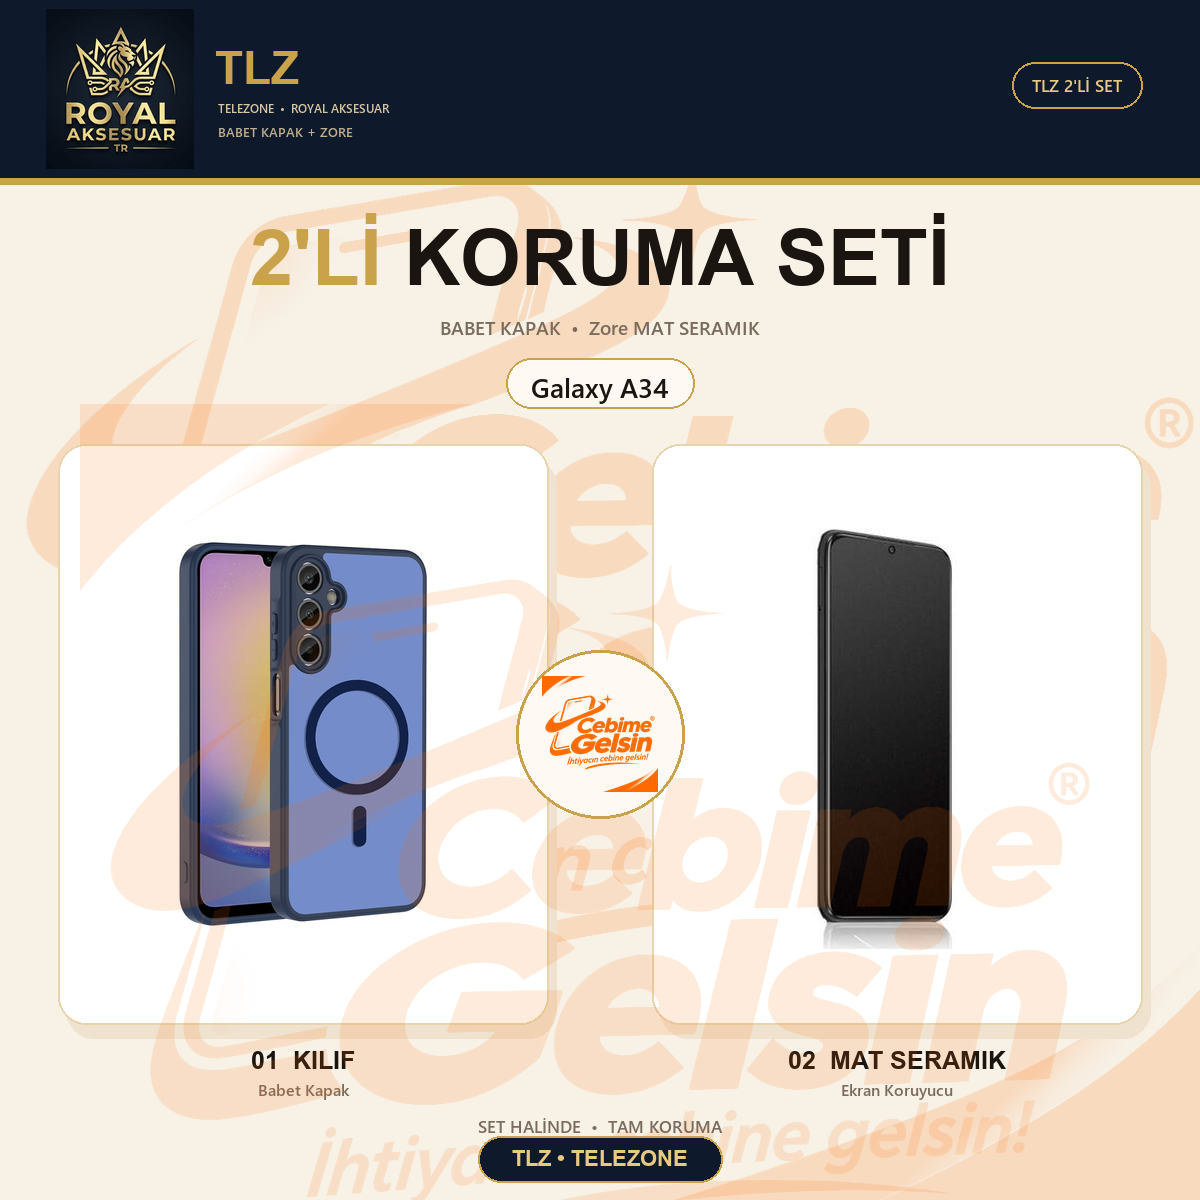 ROYAL
AKSESUAR
TR
TLZ
TELEZONE • ROYAL AKSESUAR
BABET KAPAK + ZORE
TLZ 2'Lİ SET
2'Lİ KORUMA SETİ
BABET KAPAK • Zore MAT SERAMIK
Galaxy A34
®
Cebime®
Gelsin
İhtiyacın cebine gelsin!
Cebime®
Gelsin
01 KILIF
Babet Kapak
02 MAT SERAMIK
Ekran Koruyucu
SET HALİNDE • TAM KORUMA
TLZ • TELEZONE